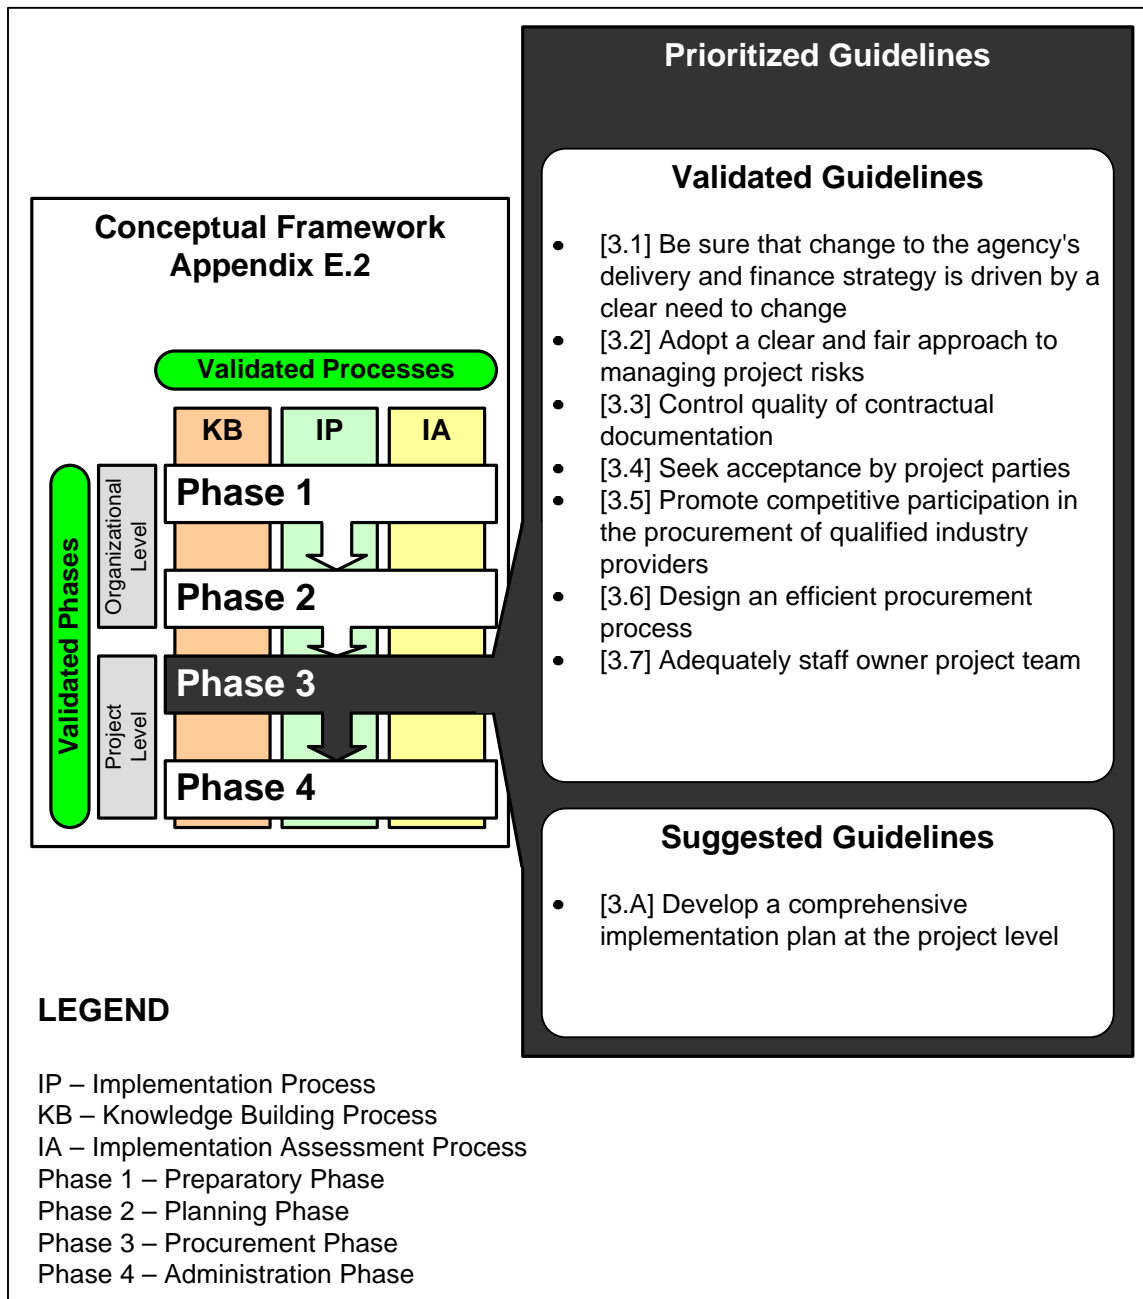 Prioritized Guidelines
Validated Guidelines
• [3.1] Be sure that change to the agency's
delivery and finance strategy is driven by a
clear need to change
• [3.2] Adopt a clear and fair approach to
managing project risks
• [3.3] Control quality of contractual
documentation
• [3.4] Seek acceptance by project parties
• [3.5] Promote competitive participation in
the procurement of qualified industry
providers
• [3.6] Design an efficient procurement
process
• [3.7] Adequately staff owner project team
Suggested Guidelines
• [3.A] Develop a comprehensive
implementation plan at the project level
Conceptual Framework
Appendix E.2
Validated Processes
KB
IP
IA
Validated Phases
Organizational
Level
Project
Level
Phase 1
Phase 2
Phase 3
Phase 4
LEGEND
IP – Implementation Process
KB – Knowledge Building Process
IA – Implementation Assessment Process
Phase 1 – Preparatory Phase
Phase 2 – Planning Phase
Phase 3 – Procurement Phase
Phase 4 – Administration Phase